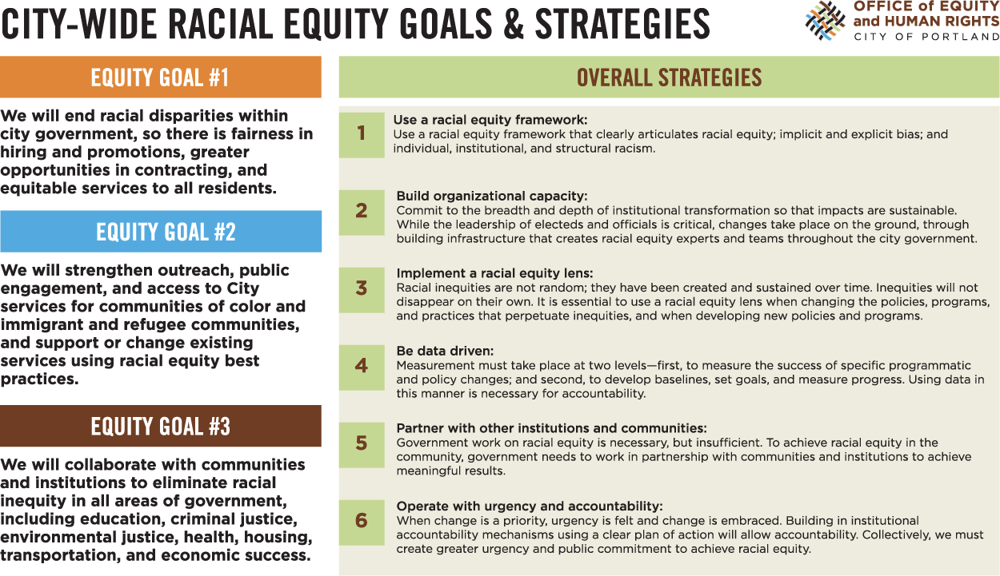 CITY-WIDE RACIAL EQUITY GOALS & STRATEGIES
OFFICE of EQUITY
and HUMAN RIGHTS
CITY OF PORTLAND
EQUITY GOAL #1
We will end racial disparities within
city government, so there is fairness in
hiring and promotions, greater
opportunities in contracting, and
equitable services to all residents.
EQUITY GOAL #2
We will strengthen outreach, public
engagement, and access to City
services for communities of color and
immigrant and refugee communities,
and support or change existing
services using racial equity best
practices.
EQUITY GOAL #3
We will collaborate with communities
and institutions to eliminate racial
inequity in all areas of government,
including education, criminal justice,
environmental justice, health, housing,
transportation, and economic success.
OVERALL STRATEGIES
1
Use a racial equity framework:
Use a racial equity framework that clearly articulates racial equity; implicit and explicit bias; and
individual, institutional, and structural racism.
2
Build organizational capacity:
Commit to the breadth and depth of institutional transformation so that impacts are sustainable.
While the leadership of electeds and officials is critical, changes take place on the ground, through
building infrastructure that creates racial equity experts and teams throughout the city government.
3
Implement a racial equity lens:
Racial inequities are not random; they have been created and sustained over time. Inequities will not
disappear on their own. It is essential to use a racial equity lens when changing the policies, programs,
and practices that perpetuate inequities, and when developing new policies and programs.
4
Be data driven:
Measurement must take place at two levels—first, to measure the success of specific programmatic
and policy changes; and second, to develop baselines, set goals, and measure progress. Using data in
this manner is necessary for accountability.
5
Partner with other institutions and communities:
Government work on racial equity is necessary, but insufficient. To achieve racial equity in the
community, government needs to work in partnership with communities and institutions to achieve
meaningful results.
6
Operate with urgency and accountability:
When change is a priority, urgency is felt and change is embraced. Building in institutional
accountability mechanisms using a clear plan of action will allow accountability. Collectively, we must
create greater urgency and public commitment to achieve racial equity.